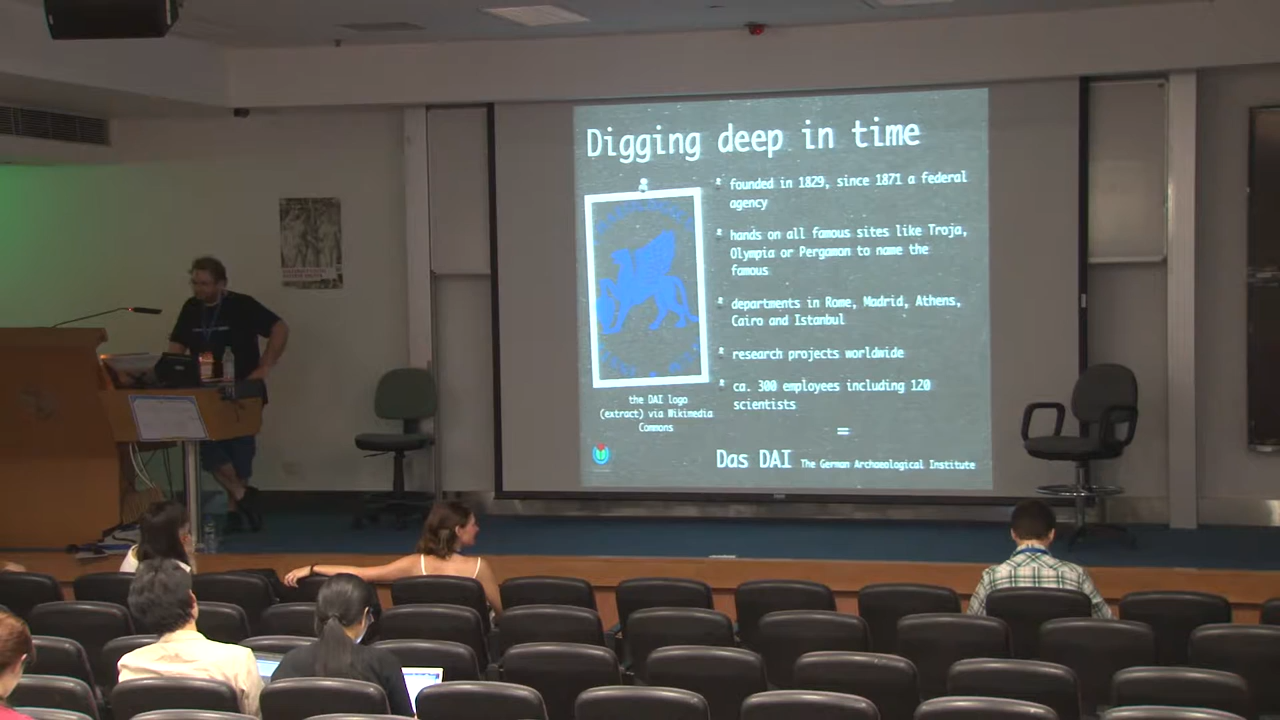 Digging deep in time
founded in 1829, since 1871 a federal
agency
hands on all famous sites like Troja,
Olympia or Pergamon to name the
famous
departments in Rome, Madrid, Athens,
Cairo and Istanbul
research projects worldwide
ca. 300 employees including 120
scientists
the DAI logo
(extract) via Wikimedia
Commons
=
Das DAI The German Archaeological Institute